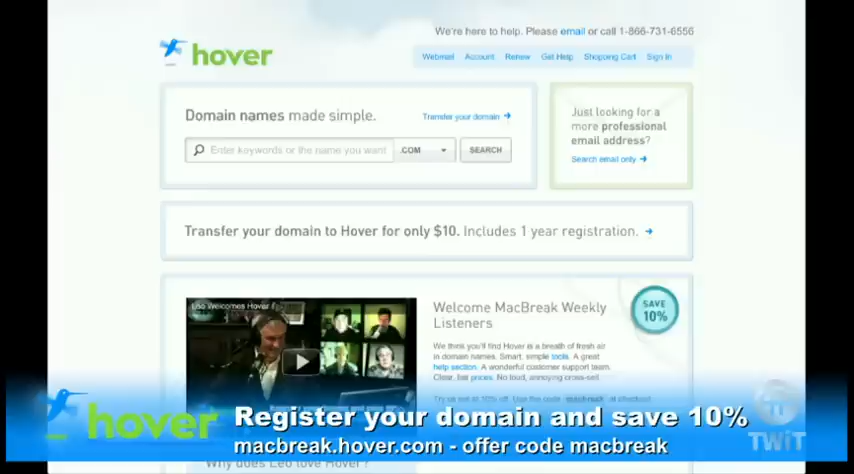 We're here to help. Please email or call 1-866-731-6556
hover
Webmail Account Renew Get Help Shopping Cart Sign In
Domain names made simple.
Transfer your domain
Enter keywords or the name you want
.COM
SEARCH
Just looking for a
more professional
email address?
Search email only
Transfer your domain to Hover for only $10. Includes 1 year registration.
Leo Welcomes Hover
Welcome MacBreak Weekly
Listeners
SAVE
10%
We think you'll find Hover is a breath of fresh air
in domain names. Smart, simple tools. A great
help section. A wonderful customer support team.
Clear, fair prices. No loud, annoying cross-sell
hover
Register your domain and save 10%
macbreak.hover.com - offer code macbreak
TWiT
Why does Leo love Hover?